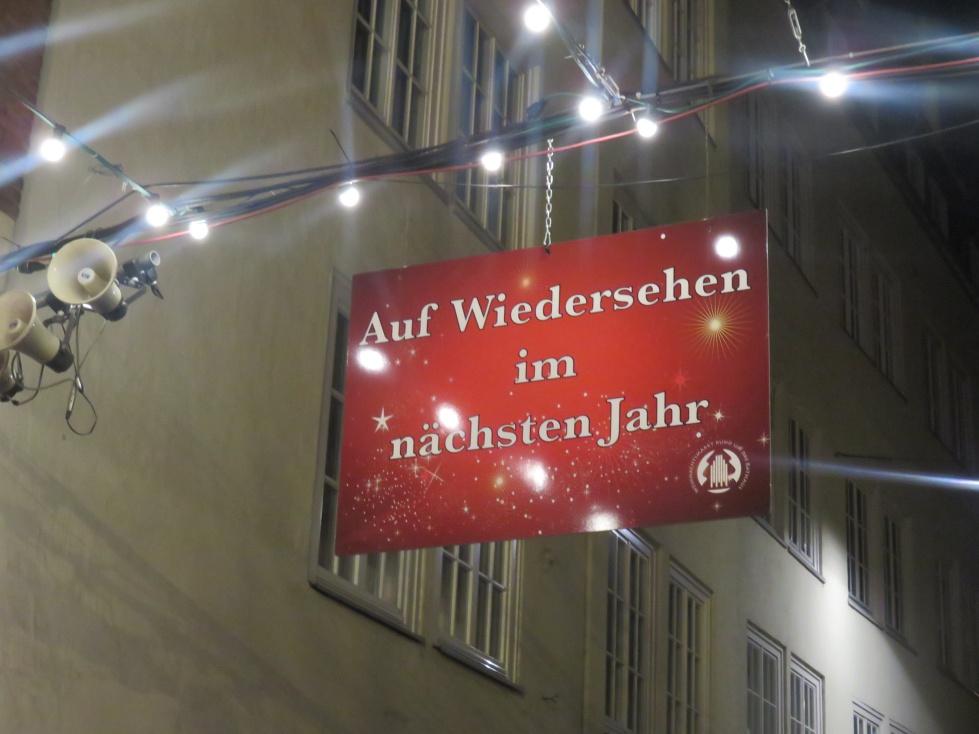 Auf Wiedersehen
im
nächsten Jahr